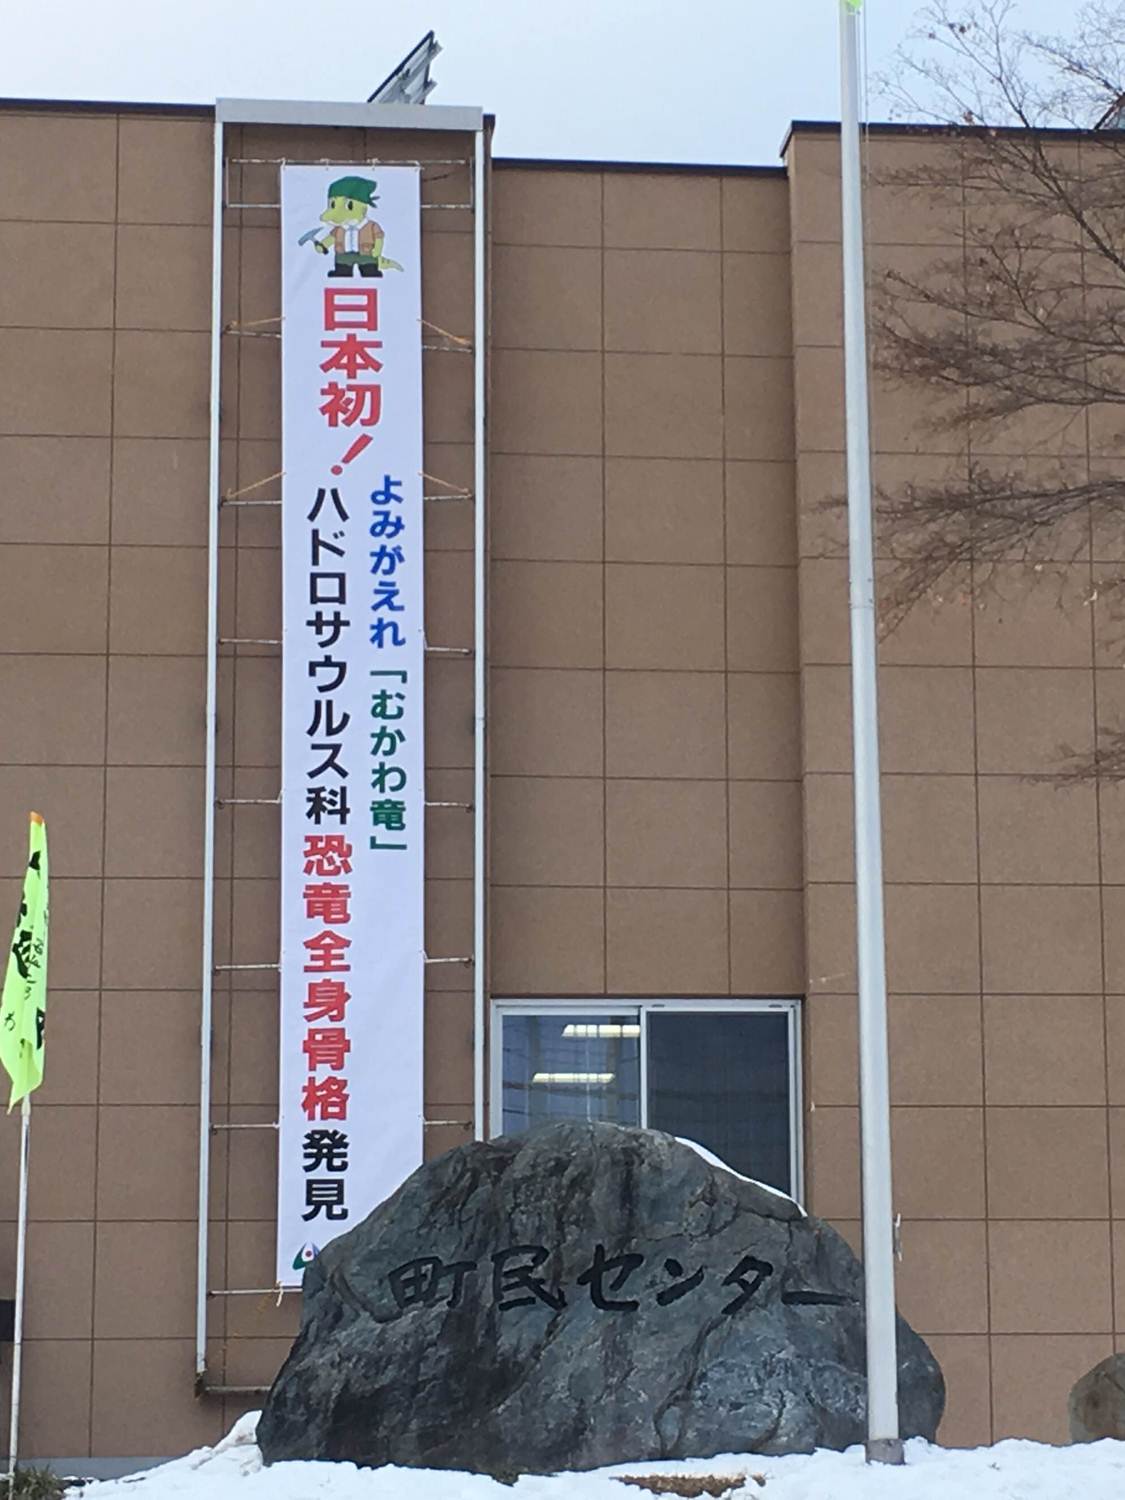 日本初！
よみがえれ「むかわ竜」
ハドロサウルス科恐竜全身骨格発見
町民センター